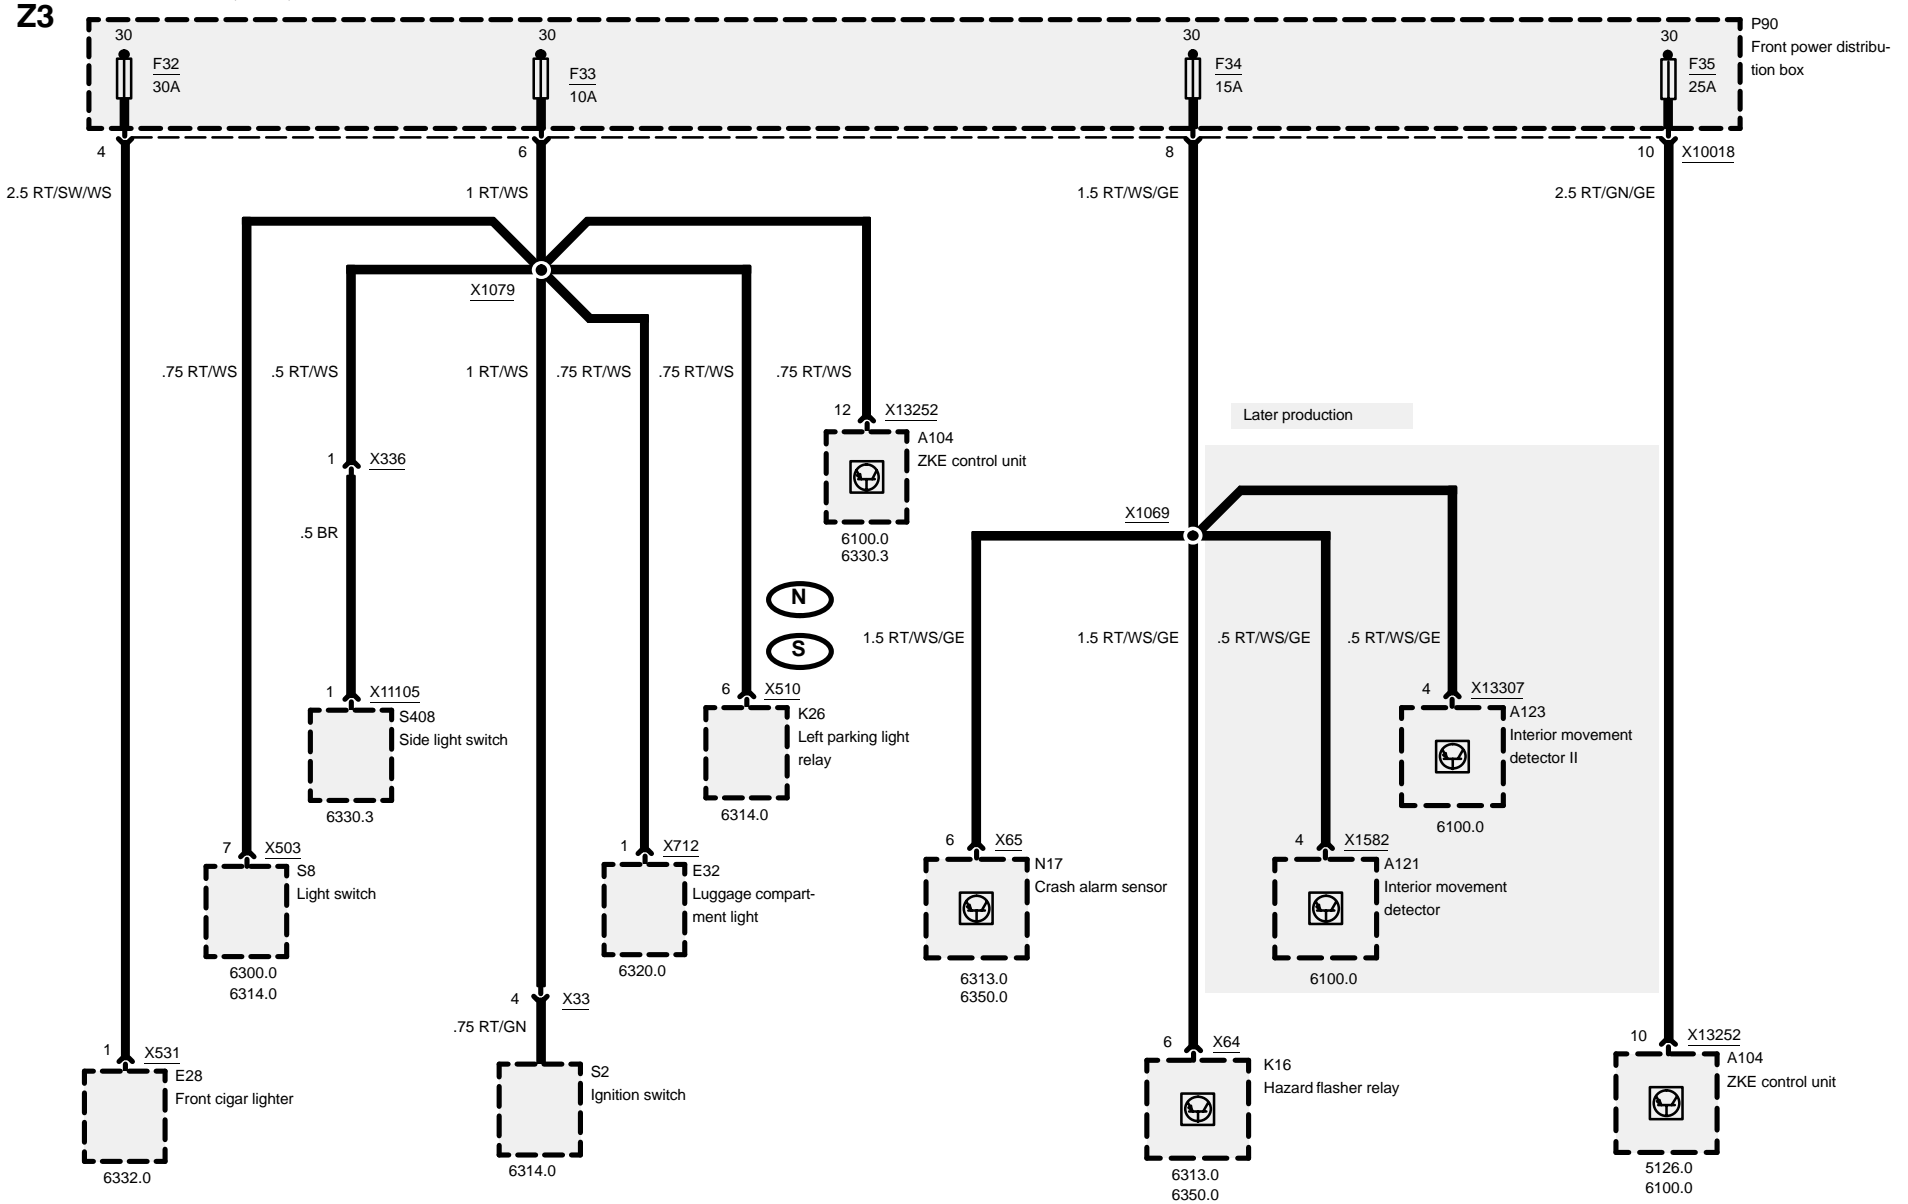 Z3
30
30
30
30
P90
Front power distribu-
tion box
F32
30A
F33
10A
F34
15A
F35
25A
4
6
8
10
X10018
2.5 RT/SW/WS
1 RT/WS
1.5 RT/WS/GE
2.5 RT/GN/GE
X1079
.75 RT/WS
.5 RT/WS
1 RT/WS
.75 RT/WS
.75 RT/WS
.75 RT/WS
12
X13252
A104
ZKE control unit
6100.0
6330.3
Later production
1
X336
.5 BR
X1069
N
S
1.5 RT/WS/GE
1.5 RT/WS/GE
.5 RT/WS/GE
.5 RT/WS/GE
1
X11105
S408
Side light switch
6330.3
6
X510
K26
Left parking light
relay
6314.0
4
X13307
A123
Interior movement
detector II
6100.0
7
X503
S8
Light switch
6300.0
6314.0
1
X712
E32
Luggage compart-
ment light
6320.0
6
X65
N17
Crash alarm sensor
6313.0
6350.0
4
X1582
A121
Interior movement
detector
6100.0
4
X33
.75 RT/GN
S2
Ignition switch
6314.0
1
X531
E28
Front cigar lighter
6332.0
6
X64
K16
Hazard flasher relay
6313.0
6350.0
10
X13252
A104
ZKE control unit
5126.0
6100.0